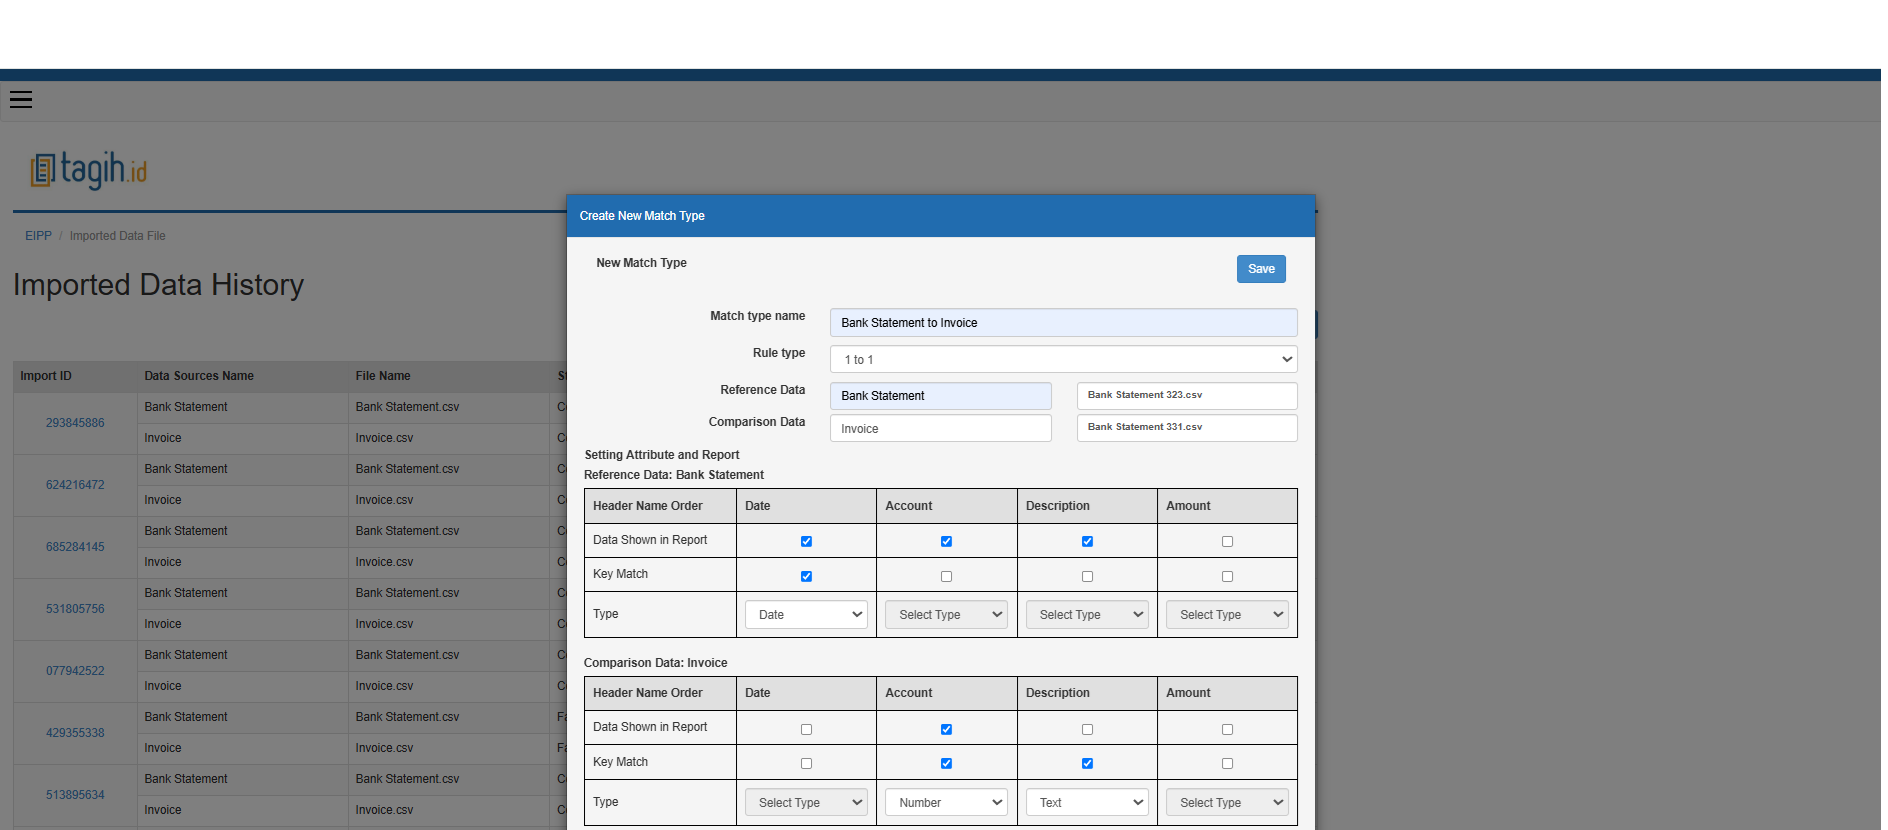 tagih.id
EIPP / Imported Data File
Imported Data History
Import ID Data Sources Name File Name
293845886 Bank Statement Bank Statement.csv
Invoice Invoice.csv
624216472 Bank Statement Bank Statement.csv
Invoice Invoice.csv
685284145 Bank Statement Bank Statement.csv
Invoice Invoice.csv
531805756 Bank Statement Bank Statement.csv
Invoice Invoice.csv
077942522 Bank Statement Bank Statement.csv
Invoice Invoice.csv
429355338 Bank Statement Bank Statement.csv
Invoice Invoice.csv
513895634 Bank Statement Bank Statement.csv
Invoice Invoice.csv
Create New Match Type
New Match Type Save
Match type name Bank Statement to Invoice
Rule type 1 to 1
Reference Data Bank Statement Bank Statement 323.csv
Comparison Data Invoice Bank Statement 331.csv
Setting Attribute and Report
Reference Data: Bank Statement
Header Name Order Date Account Description Amount
Data Shown in Report
Key Match
Type Date Select Type Select Type Select Type
Comparison Data: Invoice
Header Name Order Date Account Description Amount
Data Shown in Report
Key Match
Type Select Type Number Text Select Type